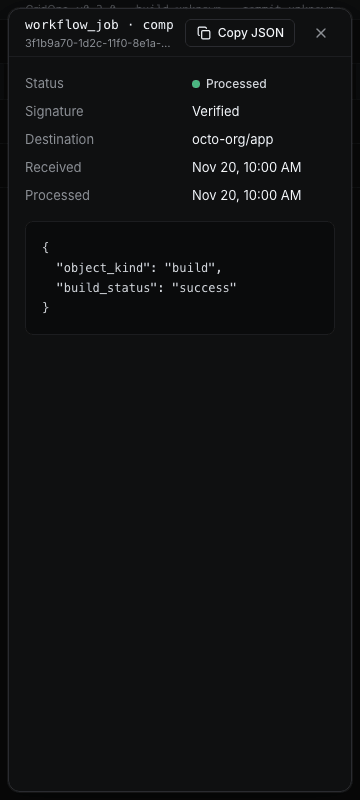 workflow_job · comp
3f1b9a70-1d2c-11f0-8e1a-...
Copy JSON
Status Processed
Signature Verified
Destination octo-org/app
Received Nov 20, 10:00 AM
Processed Nov 20, 10:00 AM
{
"object_kind": "build",
"build_status": "success"
}